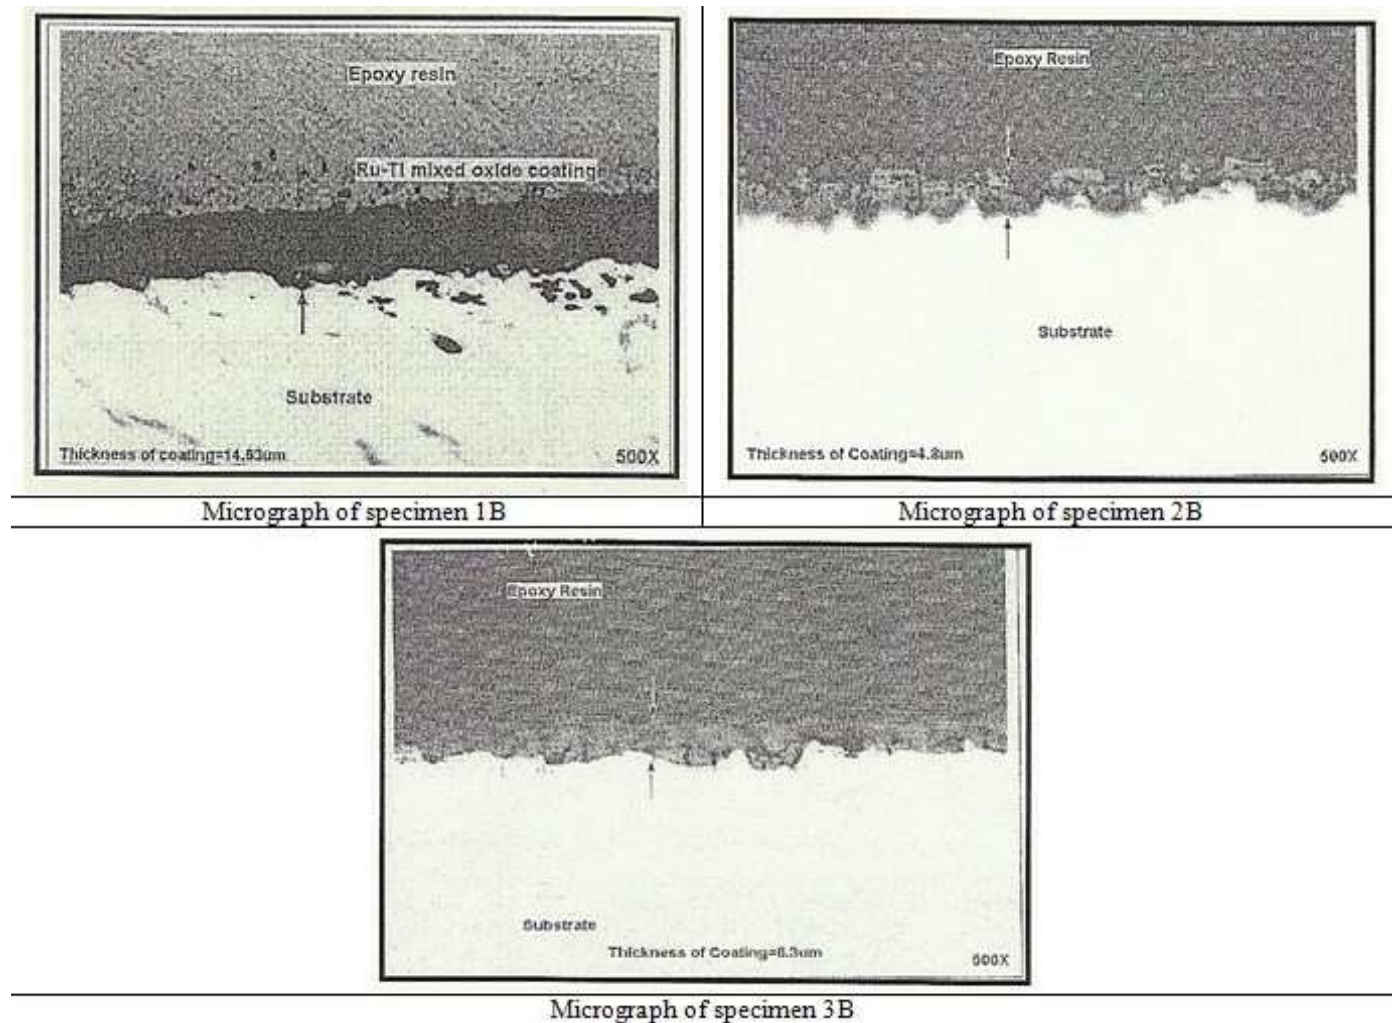 Epoxy resin
Ru-Ti mixed oxide coating
Substrate
Thickness of coating=14.53um
500X
Micrograph of specimen 1B
Epoxy Resin
Substrate
Thickness of Coating=4.8um
500X
Micrograph of specimen 2B
Epoxy Resin
Substrate
Thickness of Coating=6.3um
500X
Micrograph of specimen 3B